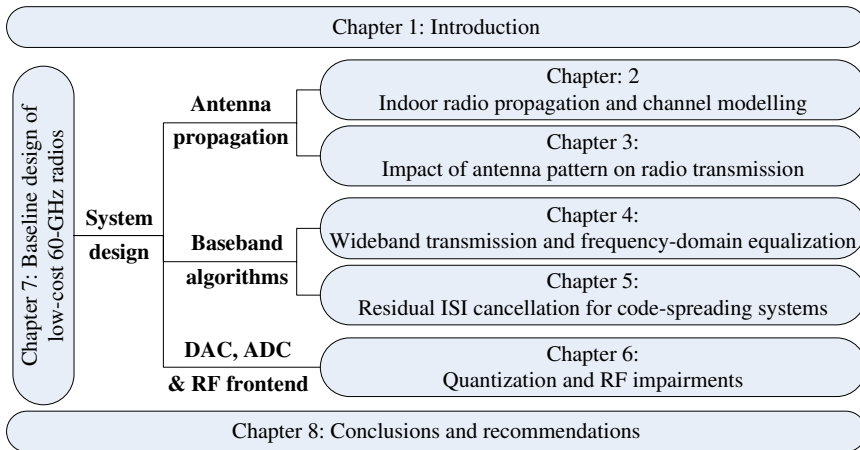 Chapter 1: Introduction
Chapter 7: Baseline design of
low-cost 60-GHz radios
System
design
Antenna
propagation
Chapter: 2
Indoor radio propagation and channel modelling
Chapter 3:
Impact of antenna pattern on radio transmission
Baseband
algorithms
Chapter 4:
Wideband transmission and frequency-domain equalization
Chapter 5:
Residual ISI cancellation for code-spreading systems
DAC, ADC
& RF frontend
Chapter 6:
Quantization and RF impairments
Chapter 8: Conclusions and recommendations